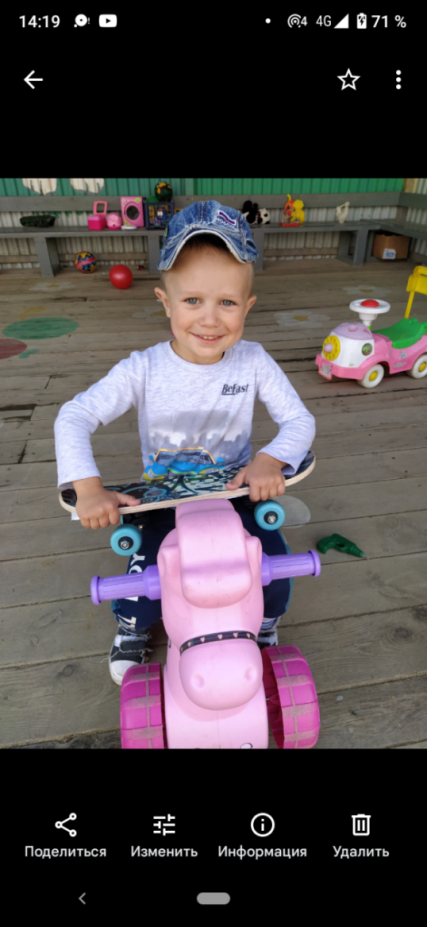 14:19
4G
71 %
BeFast
Поделиться
Изменить
Информация
Удалить